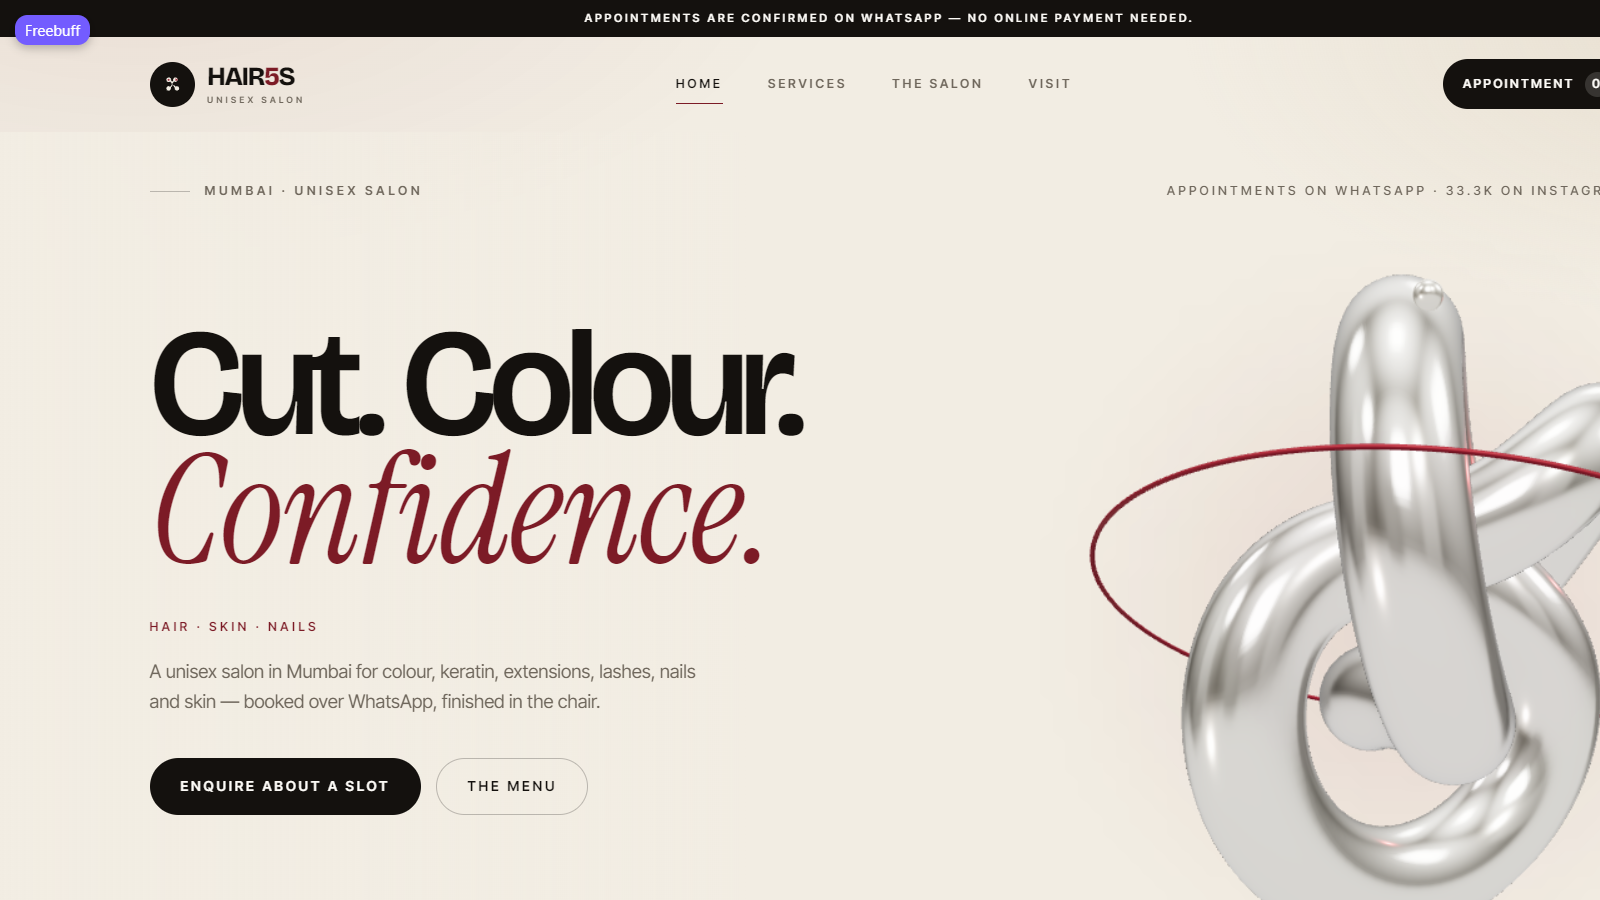 APPOINTMENTS ARE CONFIRMED ON WHATSAPP — NO ONLINE PAYMENT NEEDED.
Freebuff
HAIR5S
UNISEX SALON
HOME
SERVICES
THE SALON
VISIT
APPOINTMENT 0
MUMBAI · UNISEX SALON
APPOINTMENTS ON WHATSAPP · 33.3K ON INSTAGR
Cut. Colour.
Confidence.
HAIR · SKIN · NAILS
A unisex salon in Mumbai for colour, keratin, extensions, lashes, nails
and skin — booked over WhatsApp, finished in the chair.
ENQUIRE ABOUT A SLOT
THE MENU